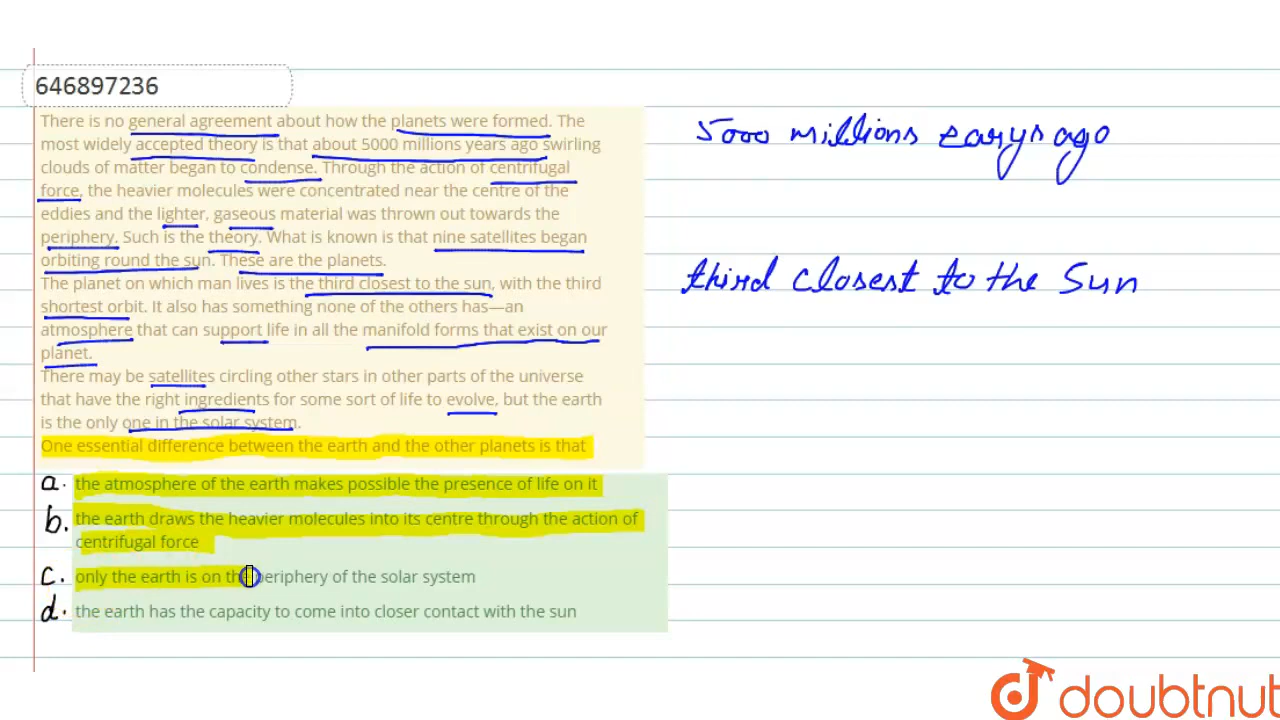 646897236
There is no general agreement about how the planets were formed. The
most widely accepted theory is that about 5000 millions years ago swirling
clouds of matter began to condense. Through the action of centrifugal
force, the heavier molecules were concentrated near the centre of the
eddies and the lighter, gaseous material was thrown out towards the
periphery. Such is the theory. What is known is that nine satellites began
orbiting round the sun. These are the planets.
The planet on which man lives is the third closest to the sun, with the third
shortest orbit. It also has something none of the others has—an
atmosphere that can support life in all the manifold forms that exist on our
planet.
There may be satellites circling other stars in other parts of the universe
that have the right ingredients for some sort of life to evolve, but the earth
is the only one in the solar system.
One essential difference between the earth and the other planets is that
a. the atmosphere of the earth makes possible the presence of life on it
b. the earth draws the heavier molecules into its centre through the action of
centrifugal force
c. only the earth is on the periphery of the solar system
d. the earth has the capacity to come into closer contact with the sun
5000 millions earys ago
third closest to the Sun
doubtnut